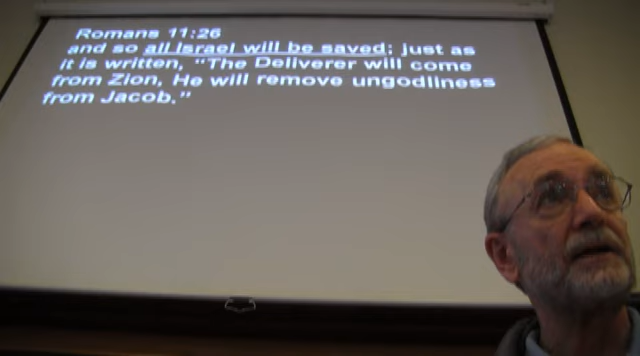 Romans 11:26
and so all Israel will be saved; just as
it is written, "The Deliverer will come
from Zion, He will remove ungodliness
from Jacob."